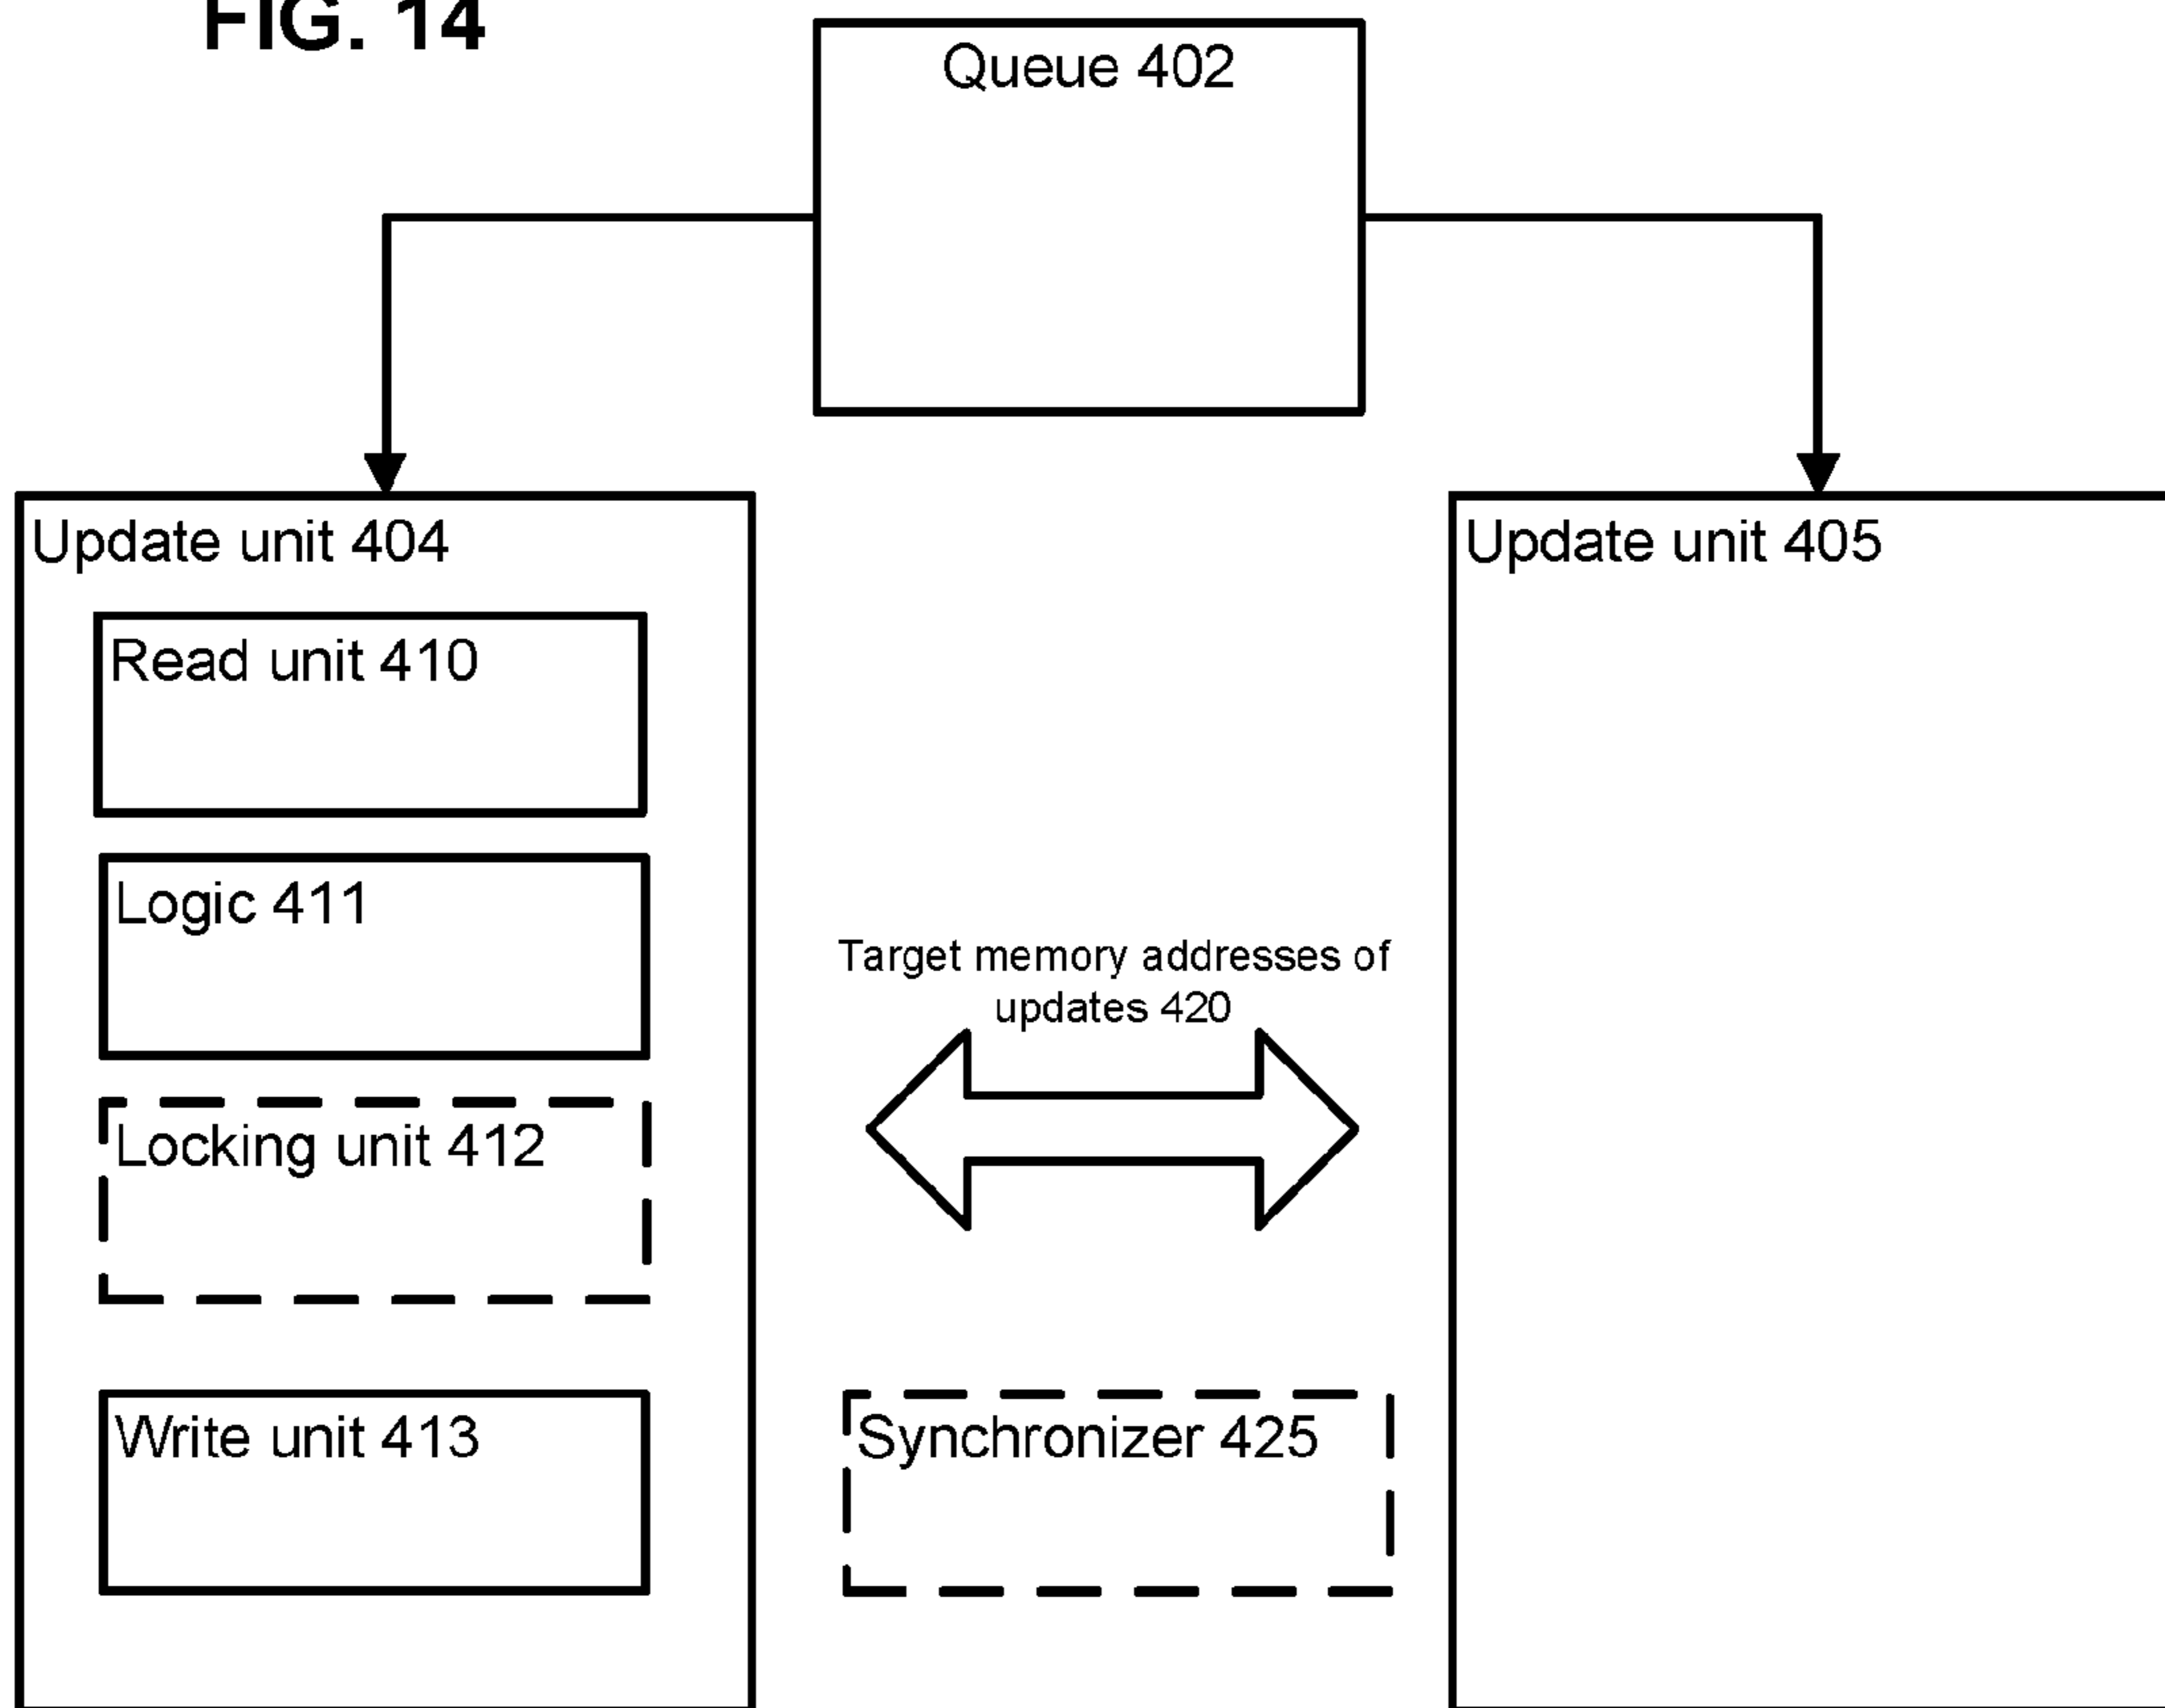 FIG. 14
Queue 402
Update unit 404
Update unit 405
Read unit 410
Logic 411
Target memory addresses of
updates 420
Locking unit 412
Write unit 413
Synchronizer 425